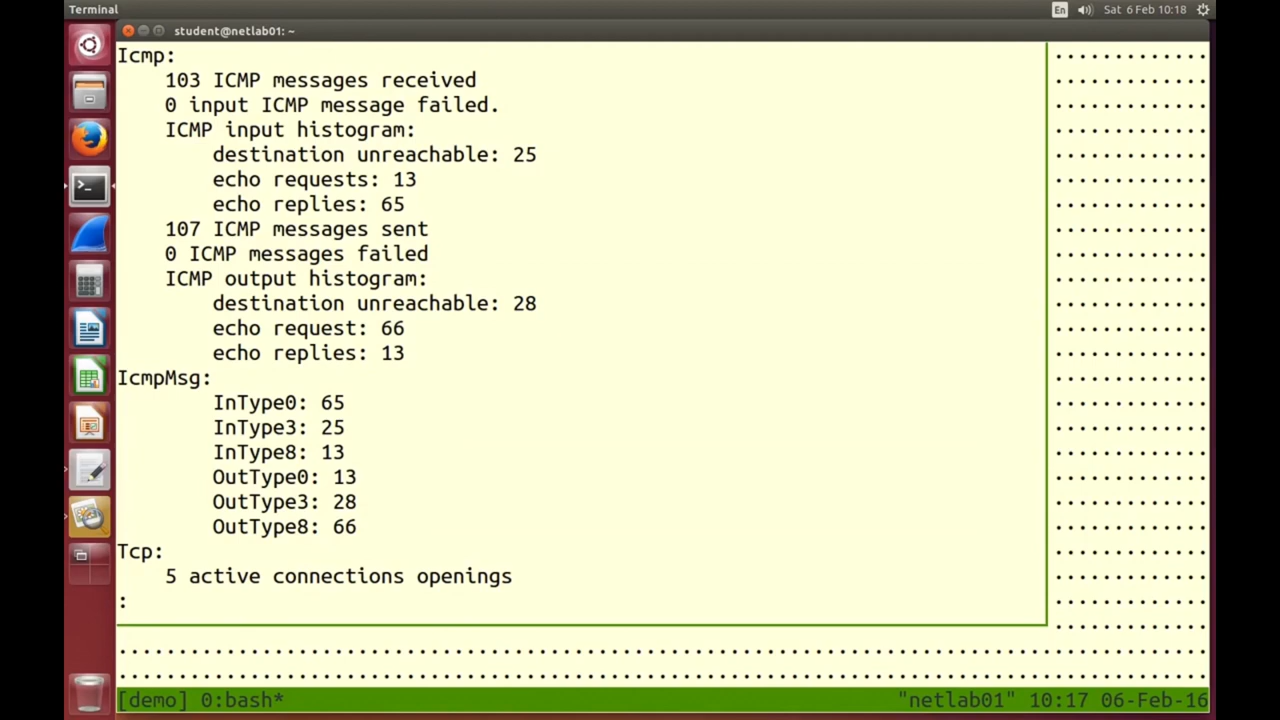 Terminal
En
Sat 6 Feb 10:18
student@netlab01: ~
Icmp:
103 ICMP messages received
0 input ICMP message failed.
ICMP input histogram:
destination unreachable: 25
echo requests: 13
echo replies: 65
107 ICMP messages sent
0 ICMP messages failed
ICMP output histogram:
destination unreachable: 28
echo request: 66
echo replies: 13
IcmpMsg:
InType0: 65
InType3: 25
InType8: 13
OutType0: 13
OutType3: 28
OutType8: 66
Tcp:
5 active connections openings
:
[demo] 0:bash*
"netlab01" 10:17 06-Feb-16